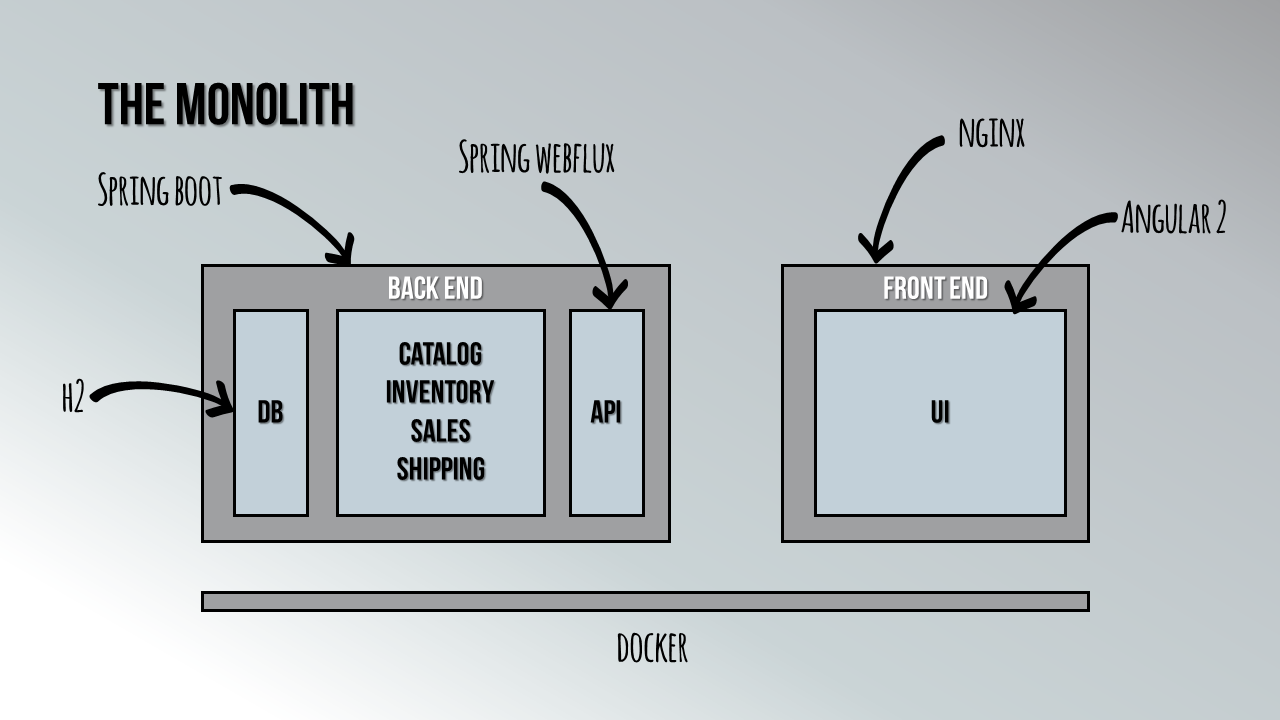 THE MONOLITH
SPRING BOOT
SPRING WEBFLUX
NGINX
ANGULAR 2
H2
BACK END
DB
CATALOG
INVENTORY
SALES
SHIPPING
API
FRONT END
UI
DOCKER